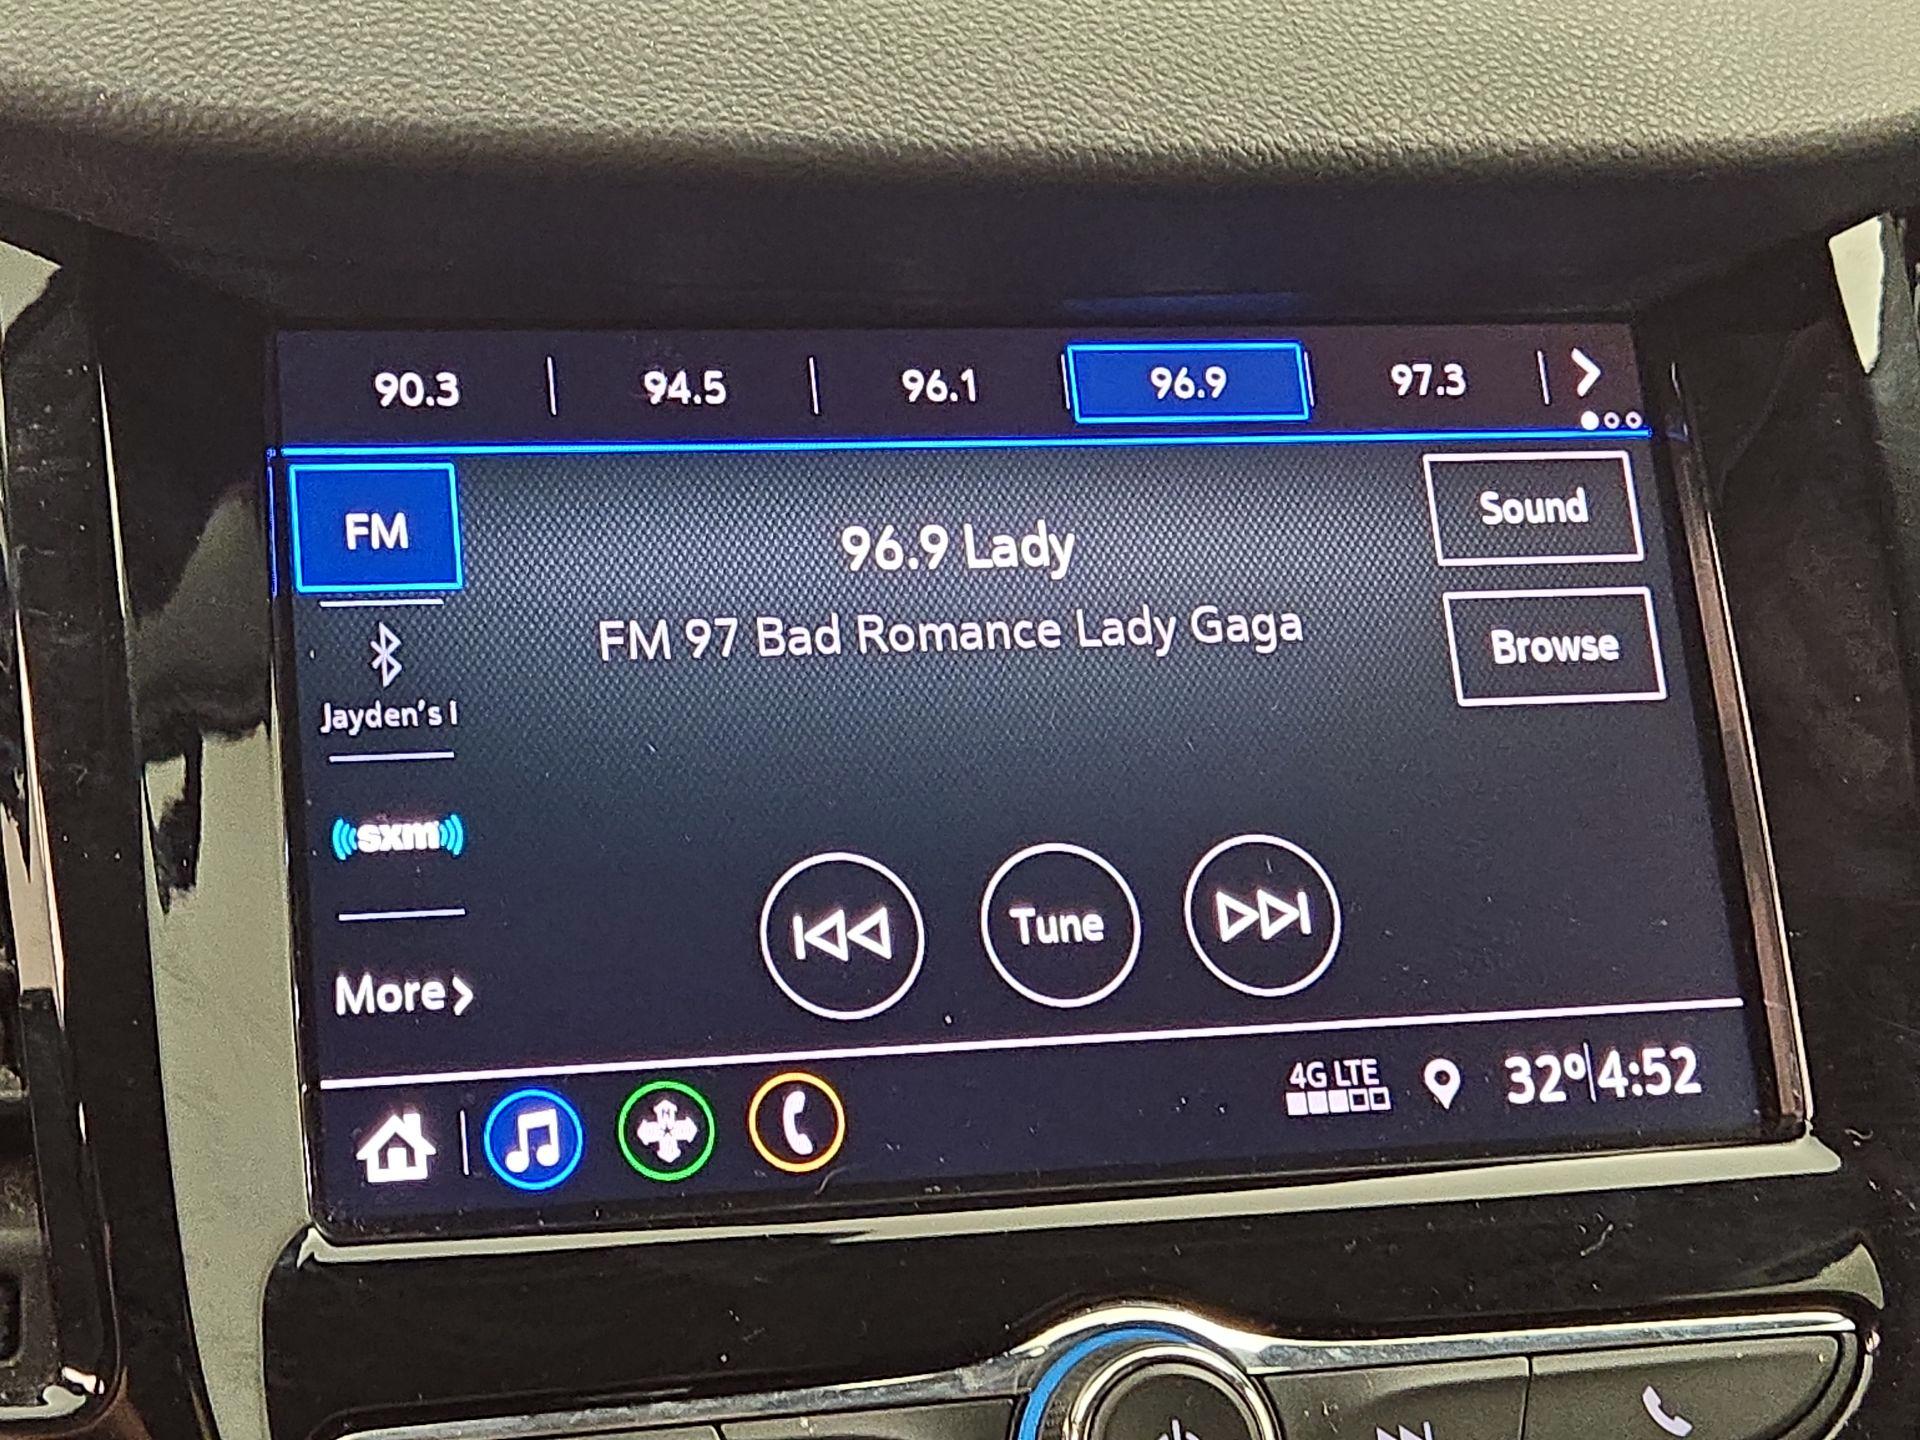 90.3 | 94.5 | 96.1 | 96.9 | 97.3
FM
Sound
96.9 Lady
FM 97 Bad Romance Lady Gaga
Browse
Jayden's I
((sxm))
Tune
More >
4G LTE
32° | 4:52